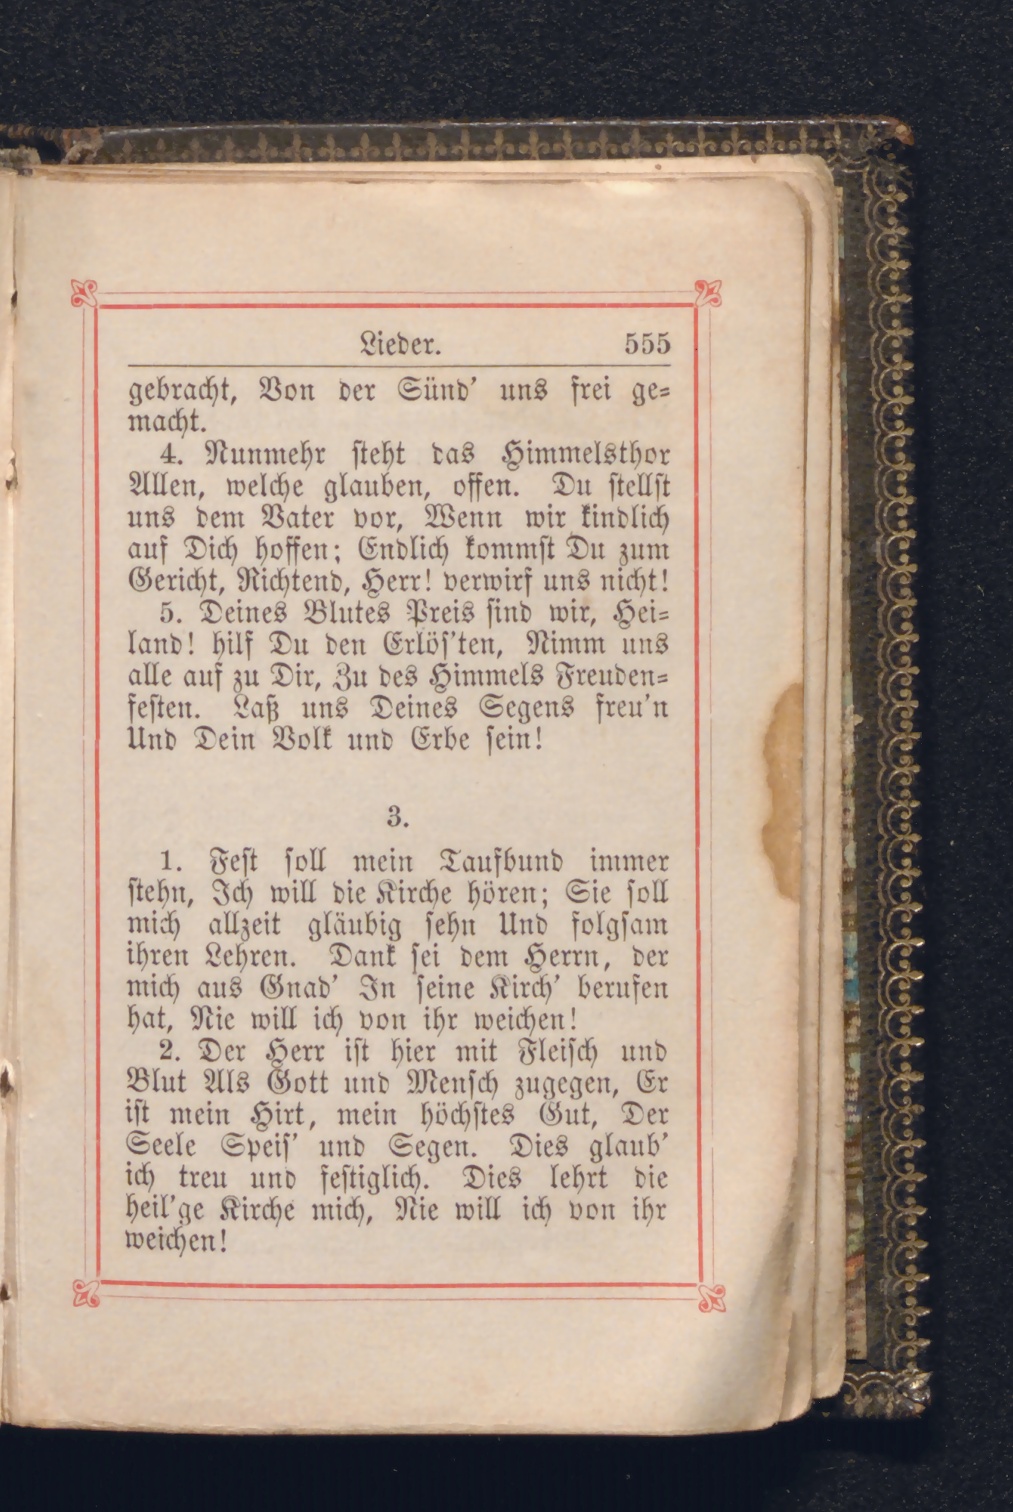 Lieder. 555
gebracht, Von der Sünd’ uns frei ge-
macht.
4. Nunmehr steht das Himmelsthor
Allen, welche glauben, offen. Du stellst
uns dem Vater vor, Wenn wir kindlich
auf Dich hoffen; Endlich kommst Du zum
Gericht, Richtend, Herr! verwirf uns nicht!
5. Deines Blutes Preis sind wir, Hei-
land! hilf Du den Erlös’ten, Nimm uns
alle auf zu Dir, Zu des Himmels Freuden-
festen. Laß uns Deines Segens freu’n
Und Dein Volk und Erbe sein!
3.
1. Fest soll mein Taufbund immer
stehn, Ich will die Kirche hören; Sie soll
mich allzeit gläubig sehn Und folgsam
ihren Lehren. Dank sei dem Herrn, der
mich aus Gnad’ In seine Kirch’ berufen
hat, Nie will ich von ihr weichen!
2. Der Herr ist hier mit Fleisch und
Blut Als Gott und Mensch zugegen, Er
ist mein Hirt, mein höchstes Gut, Der
Seele Speis’ und Segen. Dies glaub’
ich treu und festiglich. Dies lehrt die
heil’ge Kirche mich, Nie will ich von ihr
weichen!